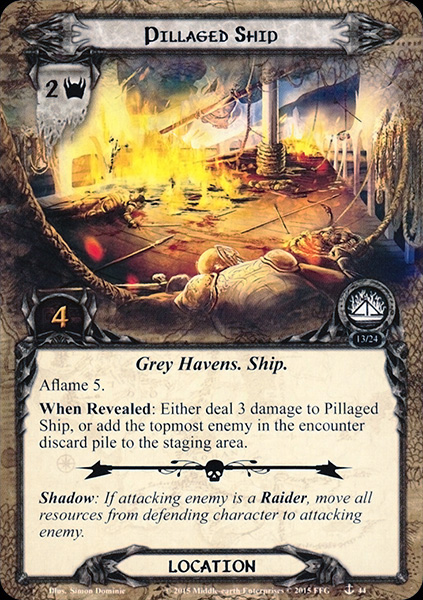 Pillaged Ship
2
4
13/24
Grey Havens. Ship.
Aflame 5.
When Revealed: Either deal 3 damage to Pillaged
Ship, or add the topmost enemy in the encounter
discard pile to the staging area.
Shadow: If attacking enemy is a Raider, move all
resources from defending character to attacking
enemy.
LOCATION
Illus. Simon Dominic © 2015 Middle-earth Enterprises © 2015 FFG 44